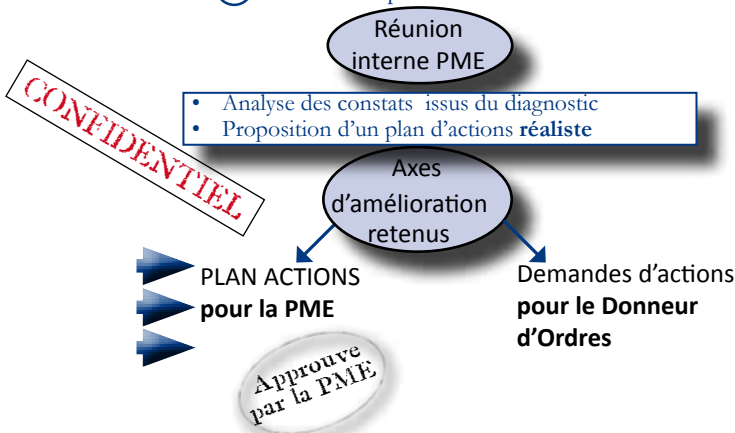 Réunion
interne PME
CONFIDENTIEL
• Analyse des constats issus du diagnostic
• Proposition d’un plan d’actions réaliste
Axes
d’amélioration
retenus
PLAN ACTIONS
pour la PME
Demandes d’actions
pour le Donneur
d’Ordres
Approuve
par la PME